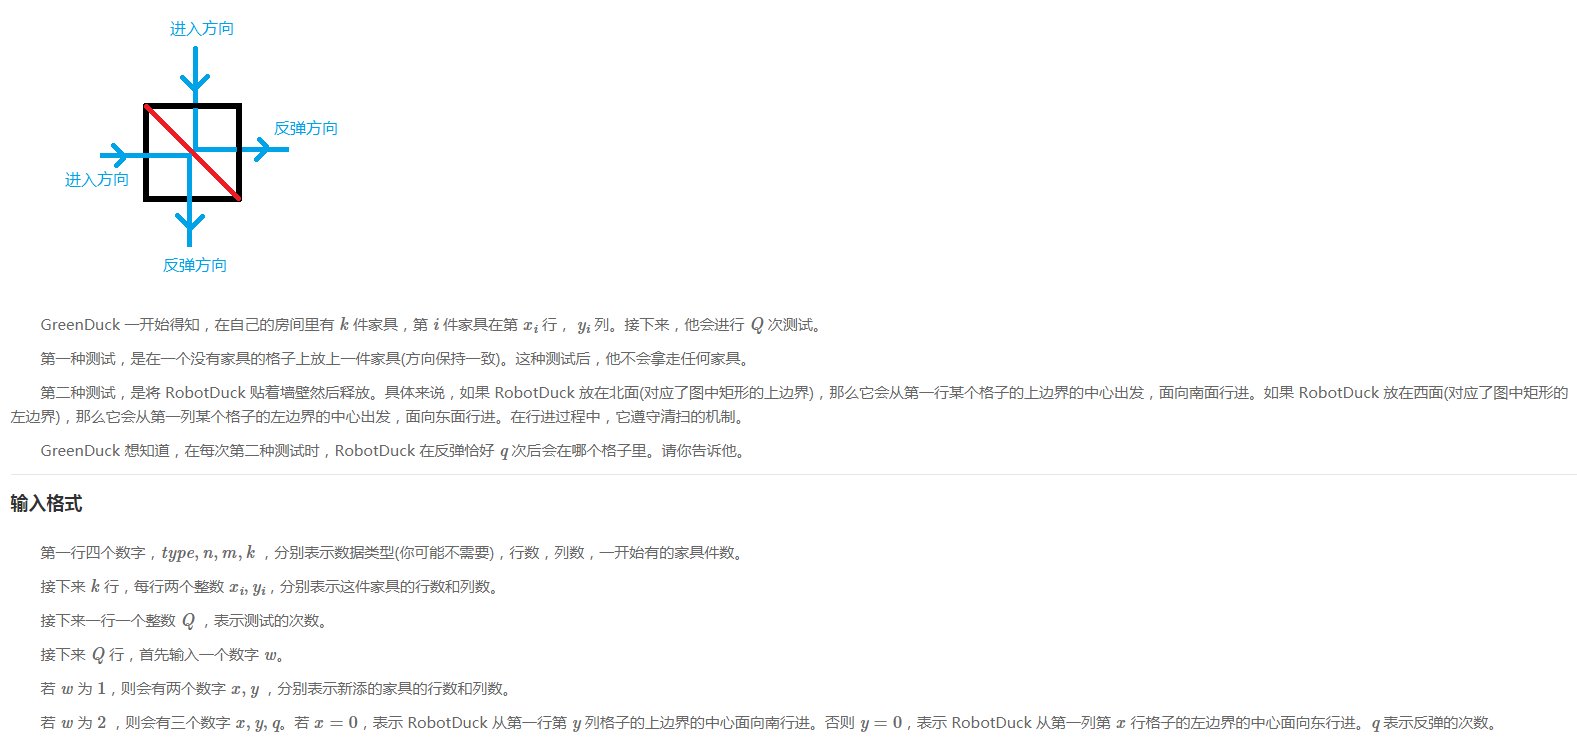 进入方向
反弹方向
进入方向
反弹方向
GreenDuck 一开始得知，在自己的房间里有 k 件家具，第 i 件家具在第 x_i 行， y_i 列。接下来，他会进行 Q 次测试。
第一种测试，是在一个没有家具的格子上放上一件家具(方向保持一致)。这种测试后，他不会拿走任何家具。
第二种测试，是将 RobotDuck 贴着墙壁然后释放。具体来说，如果 RobotDuck 放在北面(对应了图中矩形的上边界)，那么它会从第一行某个格子的上边界的中心出发，面向南面行进。如果 RobotDuck 放在西面(对应了图中矩形的
左边界)，那么它会从第一列某个格子的左边界的中心出发，面向东面行进。在行进过程中，它遵守清扫的机制。
GreenDuck 想知道，在每次第二种测试时，RobotDuck 在反弹恰好 q 次后会在哪个格子里。请你告诉他。
输入格式
第一行四个数字，type, n, m, k ，分别表示数据类型(你可能不需要)，行数，列数，一开始有的家具件数。
接下来 k 行，每行两个整数 x_i, y_i，分别表示这件家具的行数和列数。
接下来一行一个整数 Q ，表示测试的次数。
接下来 Q 行，首先输入一个数字 w。
若 w 为 1，则会有两个数字 x, y ，分别表示新添的家具的行数和列数。
若 w 为 2 ，则会有三个数字 x, y, q。若 x = 0，表示 RobotDuck 从第一行第 y 列格子的上边界的中心面向南行进。否则 y = 0，表示 RobotDuck 从第一列第 x 行格子的左边界的中心面向东行进。q 表示反弹的次数。